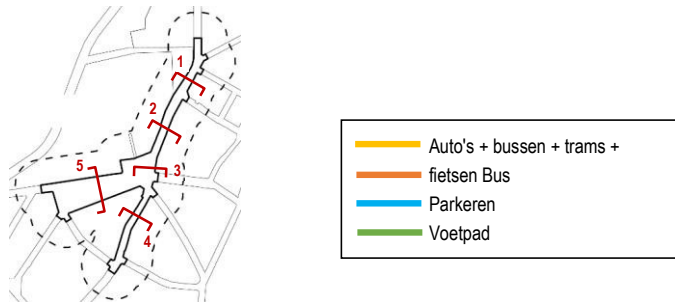 1
2
3
5
4
Auto's + bussen + trams +
fietsen Bus
Parkeren
Voetpad